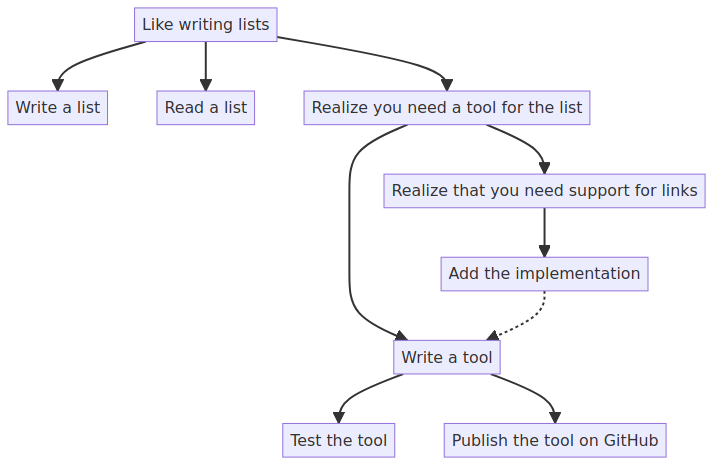 Like writing lists
Write a list
Read a list
Realize you need a tool for the list
Realize that you need support for links
Add the implementation
Write a tool
Test the tool
Publish the tool on GitHub